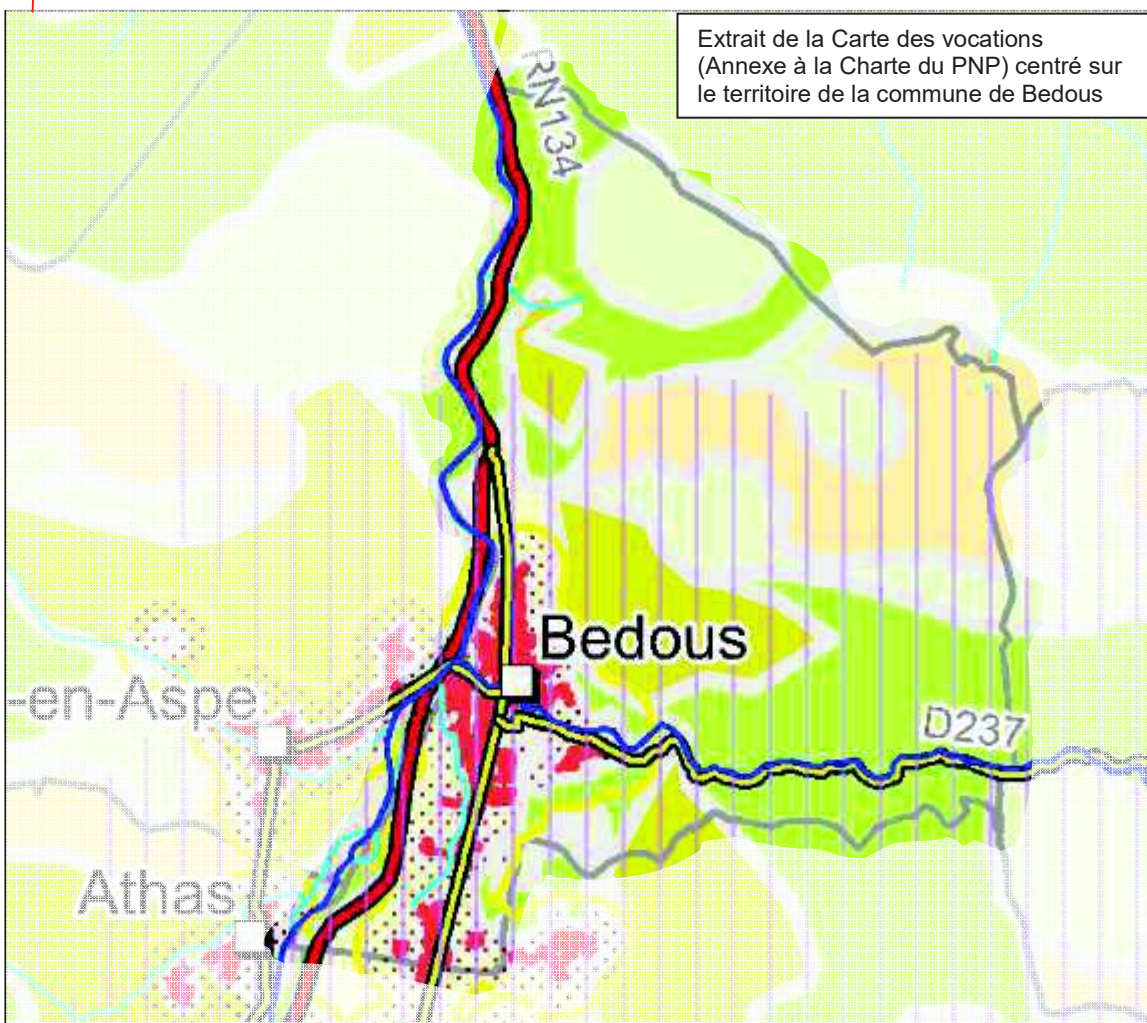 Extrait de la Carte des vocations
(Annexe à la Charte du PNP) centré sur
le territoire de la commune de Bedous
RN134
Bedous
-en-Aspe
D237
Athas